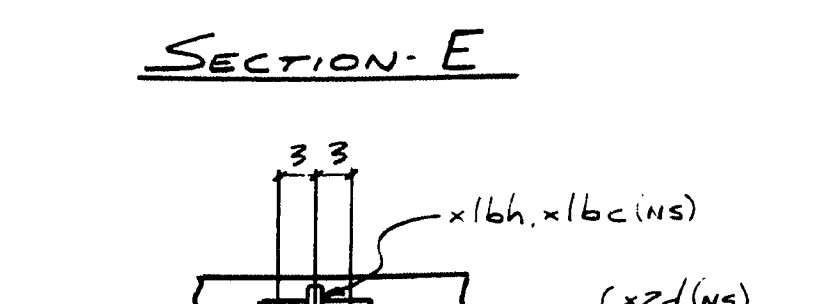 SECTION- E
3 3
x1bh, x1bc (NS)
(x2d (NS)